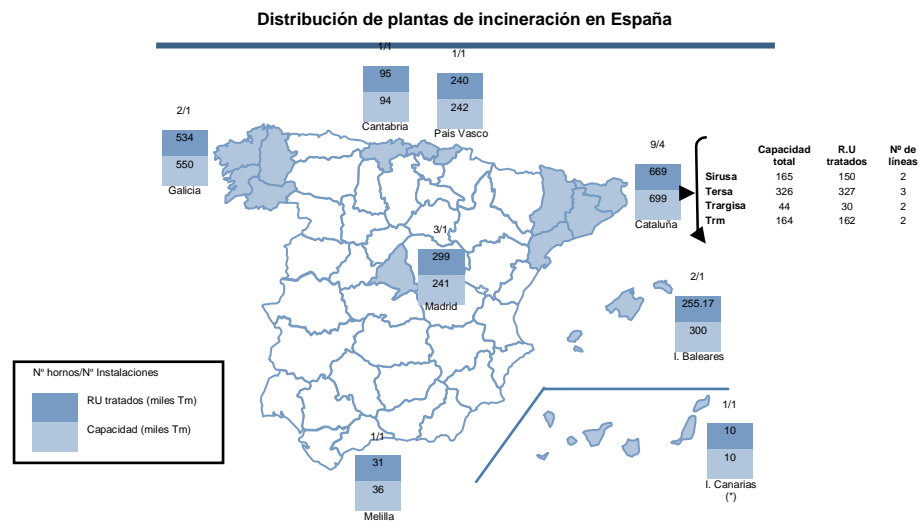 Distribución de plantas de incineración en España
1/1
95
94
Cantabria
1/1
240
242
País Vasco
2/1
534
550
Galicia
9/4
669
699
Cataluña
Capacidad total R.U tratados Nº de líneas
Sirusa 165 150 2
Tersa 326 327 3
Trargisa 44 30 2
Trm 164 162 2
3/1
299
241
Madrid
2/1
255.17
300
I. Baleares
Nº hornos/Nº Instalaciones
RU tratados (miles Tm)
Capacidad (miles Tm)
1/1
10
10
I. Canarias
(*)
1/1
31
36
Melilla